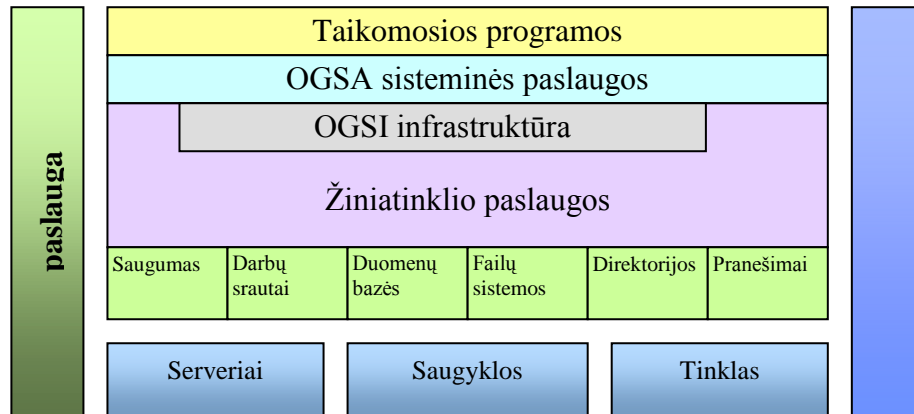 Taikomosios programos
OGSA sisteminės paslaugos
OGSI infrastruktūra
Žiniatinklio paslaugos
paslauga
Saugumas
Darbų
srautai
Duomenų
bazės
Failų
sistemos
Direktorijos
Pranešimai
Serveriai
Saugyklos
Tinklas